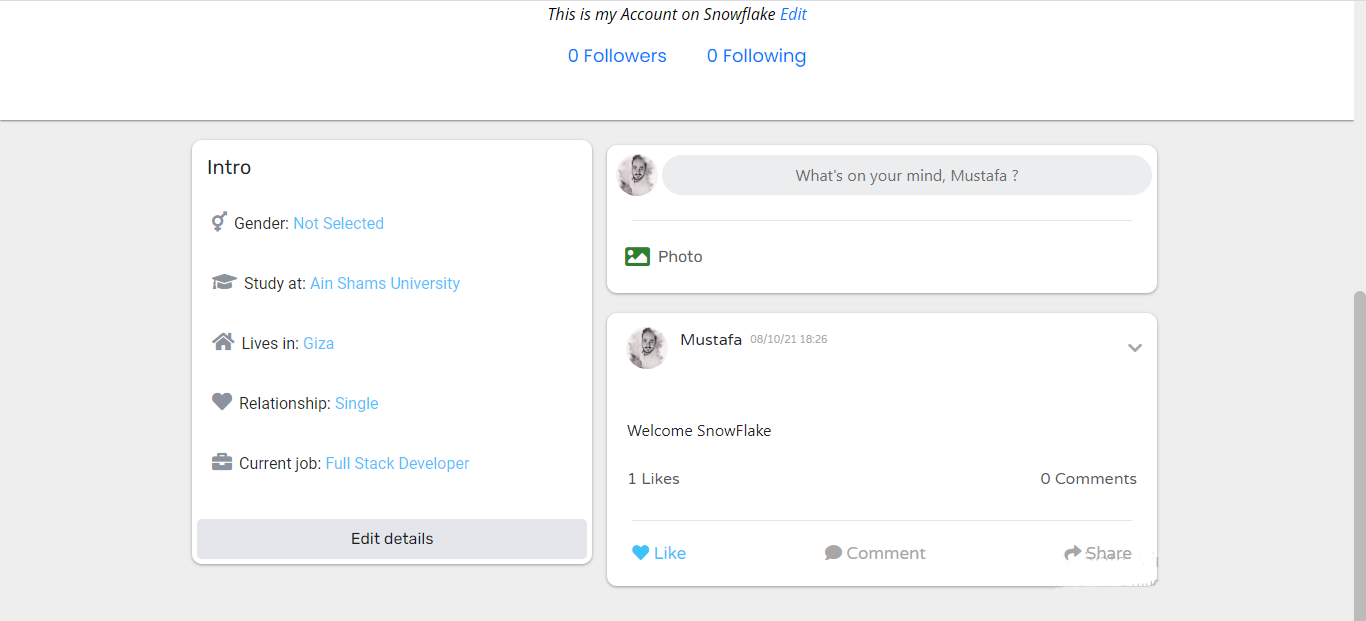 This is my Account on Snowflake Edit
0 Followers 0 Following
Intro
Gender: Not Selected
Study at: Ain Shams University
Lives in: Giza
Relationship: Single
Current job: Full Stack Developer
Edit details
What's on your mind, Mustafa ?
Photo
Mustafa 08/10/21 18:26
Welcome SnowFlake
1 Likes 0 Comments
Like Comment Share